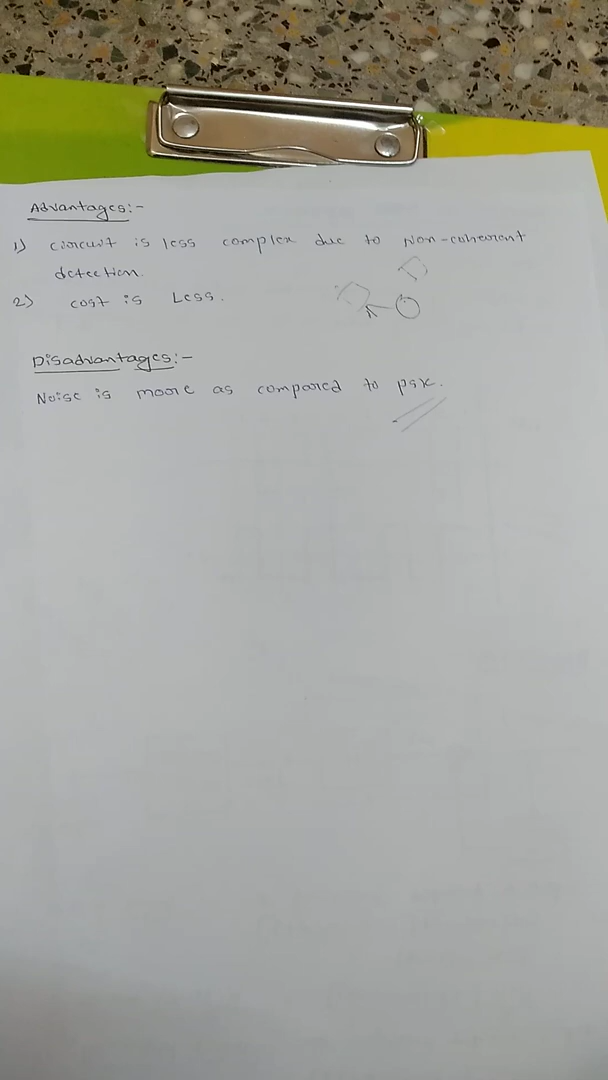 Advantages:-
1) circuit is less complex due to Non-coherent
detection.
2) cost is Less.
Disadvantages:-
Noise is more as compared to psk.